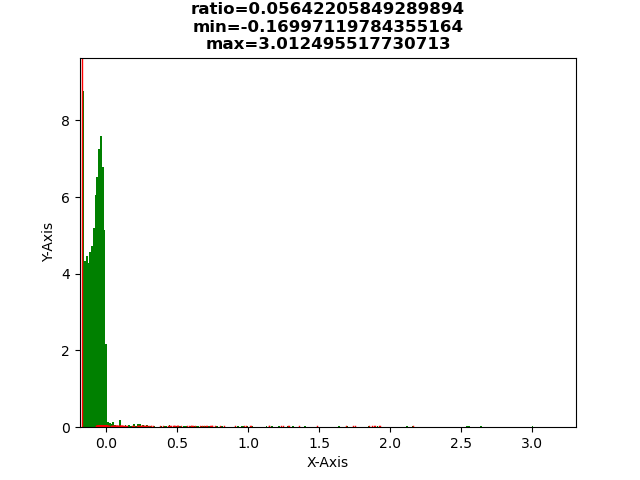 ratio=0.05642205849289894
min=-0.16997119784355164
max=3.012495517730713
8
6
4
2
0
Y-Axis
0.0 0.5 1.0 1.5 2.0 2.5 3.0
X-Axis